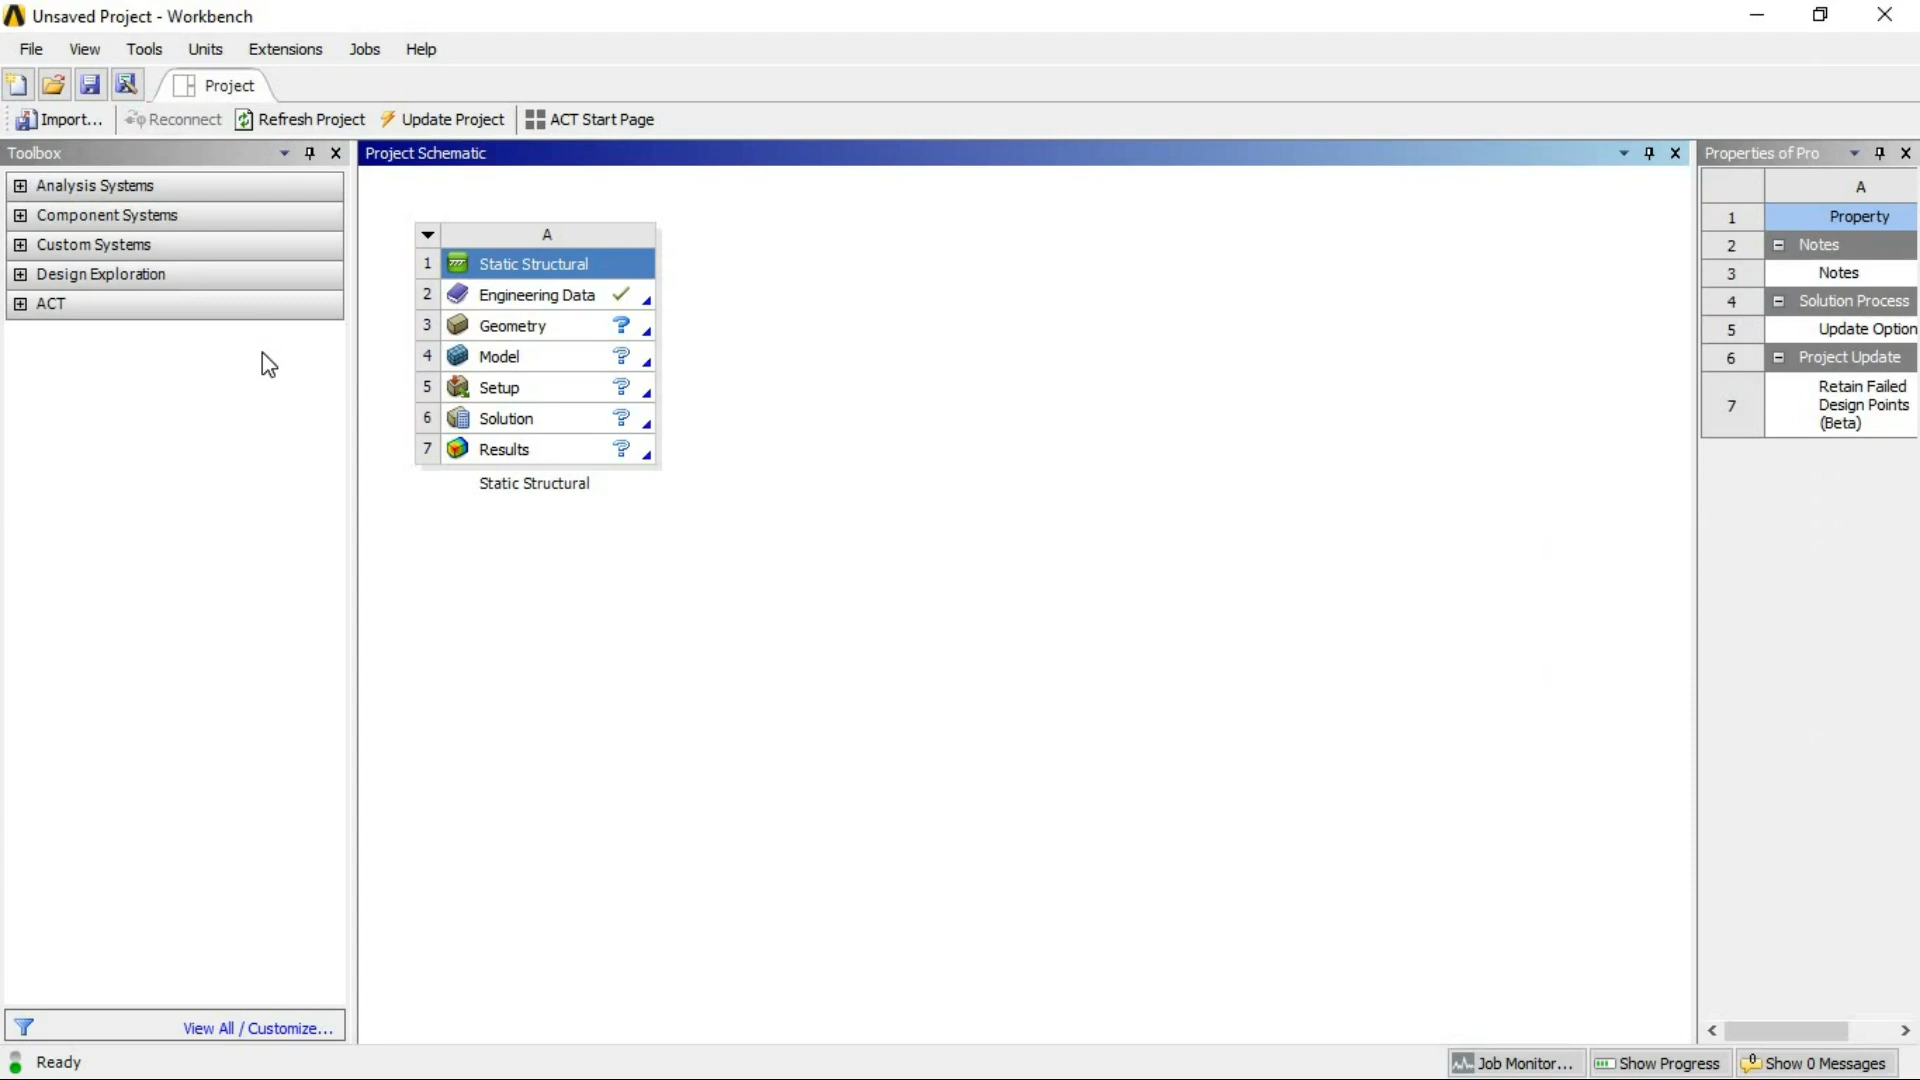 Unsaved Project - Workbench
File View Tools Units Extensions Jobs Help
Project
Import... Reconnect Refresh Project Update Project ACT Start Page
Toolbox
Analysis Systems
Component Systems
Custom Systems
Design Exploration
ACT
View All / Customize...
Project Schematic
A
1 Static Structural
2 Engineering Data
3 Geometry ?
4 Model ?
5 Setup ?
6 Solution ?
7 Results ?
Static Structural
Properties of Pro
A
1 Property
2 Notes
3 Notes
4 Solution Process
5 Update Option
6 Project Update
7 Retain Failed
Design Points
(Beta)
Ready
Job Monitor... Show Progress 0 Show 0 Messages